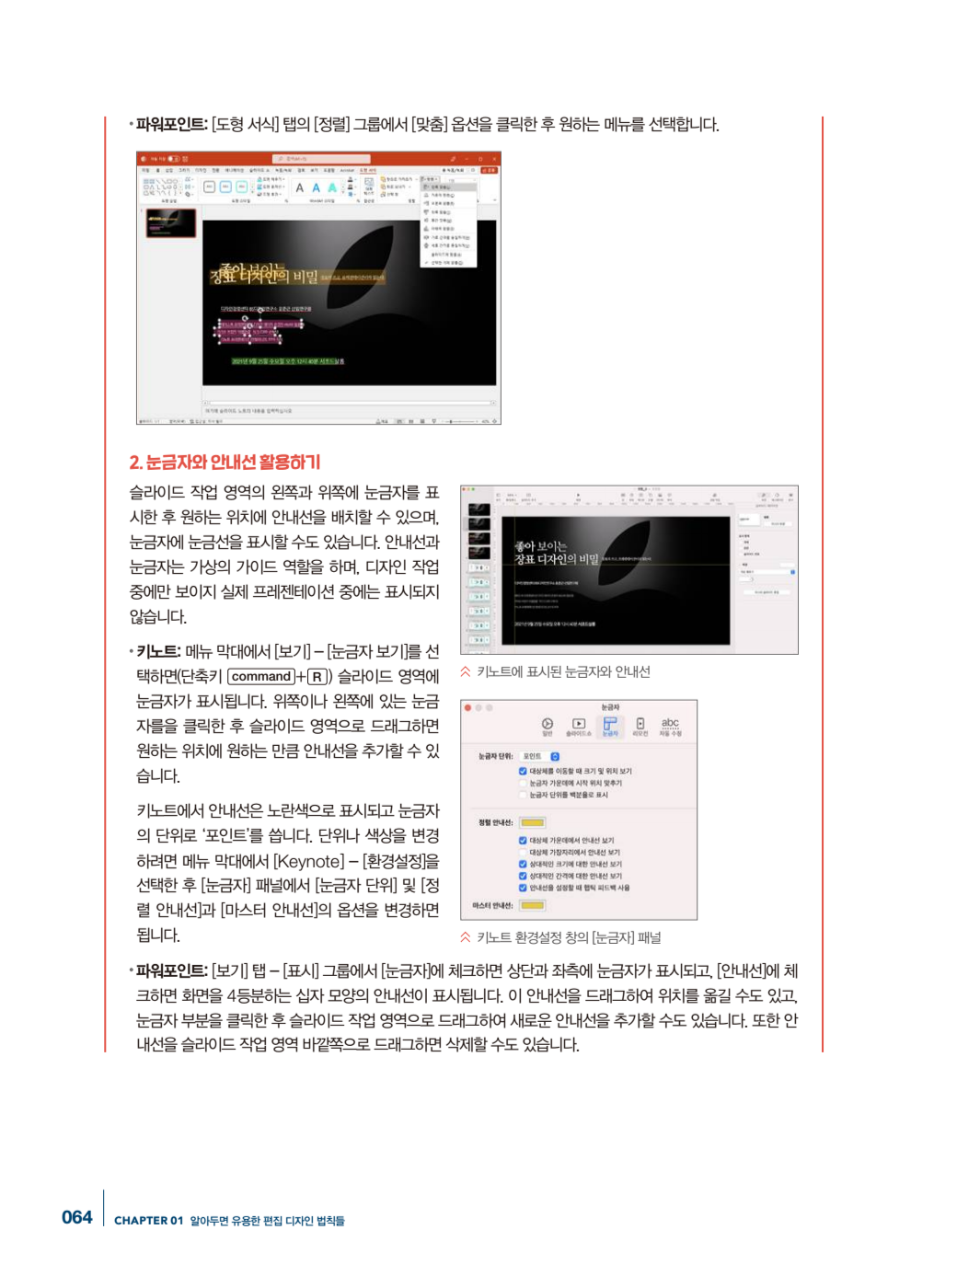 • 파워포인트: [도형 서식] 탭의 [정렬] 그룹에서 [맞춤] 옵션을 클릭한 후 원하는 메뉴를 선택합니다.
좋아 보이는
장표 디자인의 비밀
2. 눈금자와 안내선 활용하기
슬라이드 작업 영역의 왼쪽과 위쪽에 눈금자를 표
시한 후 원하는 위치에 안내선을 배치할 수 있으며,
눈금자에 눈금선을 표시할 수도 있습니다. 안내선과
눈금자는 가상의 가이드 역할을 하며, 디자인 작업
중에만 보이지 실제 프레젠테이션 중에는 표시되지
않습니다.
• 키노트: 메뉴 막대에서 [보기] – [눈금자 보기]를 선
택하면(단축키 command+R) 슬라이드 영역에
눈금자가 표시됩니다. 위쪽이나 왼쪽에 있는 눈금
자를을 클릭한 후 슬라이드 영역으로 드래그하면
원하는 위치에 원하는 만큼 안내선을 추가할 수 있
습니다.
키노트에서 안내선은 노란색으로 표시되고 눈금자
의 단위로 ‘포인트’를 씁니다. 단위나 색상을 변경
하려면 메뉴 막대에서 [Keynote] – [환경설정]을
선택한 후 [눈금자] 패널에서 [눈금자 단위] 및 [정
렬 안내선]과 [마스터 안내선]의 옵션을 변경하면
됩니다.
좋아 보이는
장표 디자인의 비밀
키노트에 표시된 눈금자와 안내선
눈금자
일반 슬라이드쇼 눈금자 리모컨 자동 수정
눈금자 단위: 포인트
대상체를 이동할 때 크기 및 위치 보기
눈금자 가운데에 시작 위치 맞추기
눈금자 단위를 백분율로 표시
정렬 안내선:
대상체 가운데에서 안내선 보기
대상체 가장자리에서 안내선 보기
상대적인 크기에 대한 안내선 보기
상대적인 간격에 대한 안내선 보기
안내선을 설정할 때 햅틱 피드백 사용
마스터 안내선:
키노트 환경설정 창의 [눈금자] 패널
• 파워포인트: [보기] 탭 – [표시] 그룹에서 [눈금자]에 체크하면 상단과 좌측에 눈금자가 표시되고, [안내선]에 체
크하면 화면을 4등분하는 십자 모양의 안내선이 표시됩니다. 이 안내선을 드래그하여 위치를 옮길 수도 있고,
눈금자 부분을 클릭한 후 슬라이드 작업 영역으로 드래그하여 새로운 안내선을 추가할 수도 있습니다. 또한 안
내선을 슬라이드 작업 영역 바깥쪽으로 드래그하면 삭제할 수도 있습니다.
064 CHAPTER 01 알아두면 유용한 편집 디자인 법칙들